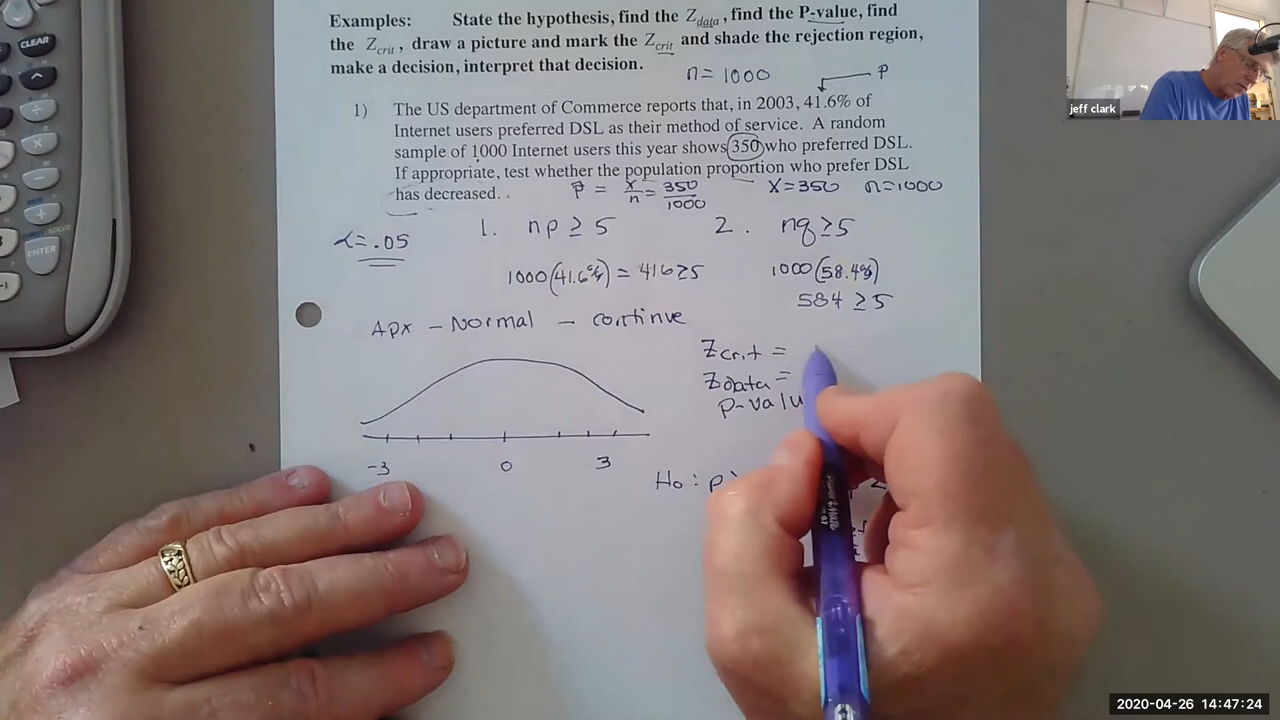 CLEAR
ENTER
Examples: State the hypothesis, find the Zdata, find the P-value, find
the Zcrit, draw a picture and mark the Zcrit and shade the rejection region,
make a decision, interpret that decision.
n = 1000
P
1) The US department of Commerce reports that, in 2003, 41.6% of
Internet users preferred DSL as their method of service. A random
sample of 1000 Internet users this year shows 350 who preferred DSL.
If appropriate, test whether the population proportion who prefer DSL
has decreased.
p̂ = x/n = 350/1000 x=350 n=1000
α=.05 1. np ≥ 5 2. nq ≥ 5
1000(41.6%) = 416 ≥ 5 1000(58.4%)
584 ≥ 5
Apx - Normal - continue
Zcrit =
Zdata =
p-valu
-3 0 3
Ho: p
jeff clark
2020-04-26 14:47:24